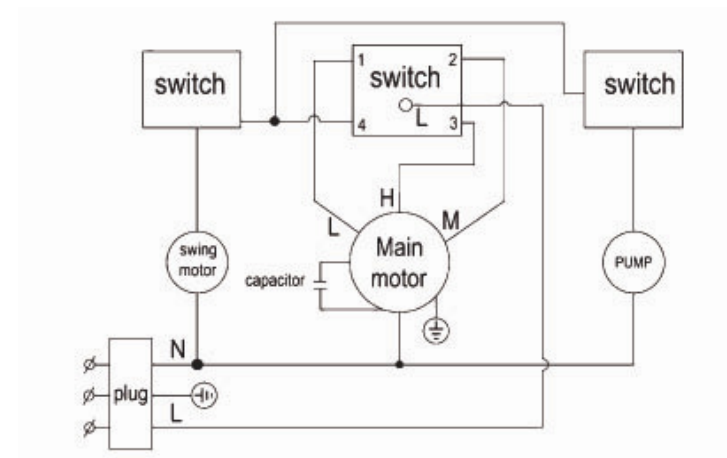 switch
1
2
switch
L
4
3
switch
H
L
M
swing
motor
Main
motor
capacitor
PUMP
N
plug
L